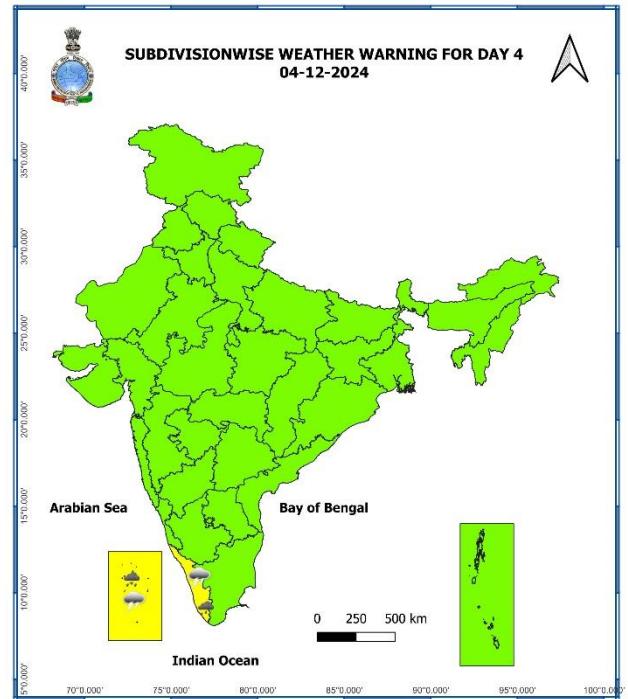 SUBDIVISIONWISE WEATHER WARNING FOR DAY 4
04-12-2024
40°0.000'
35°0.000'
30°0.000'
25°0.000'
20°0.000'
15°0.000'
10°0.000'
5°0.000'
Arabian Sea
Bay of Bengal
0 250 500 km
Indian Ocean
70°0.000' 75°0.000' 80°0.000' 85°0.000' 90°0.000' 95°0.000' 100°0.000'